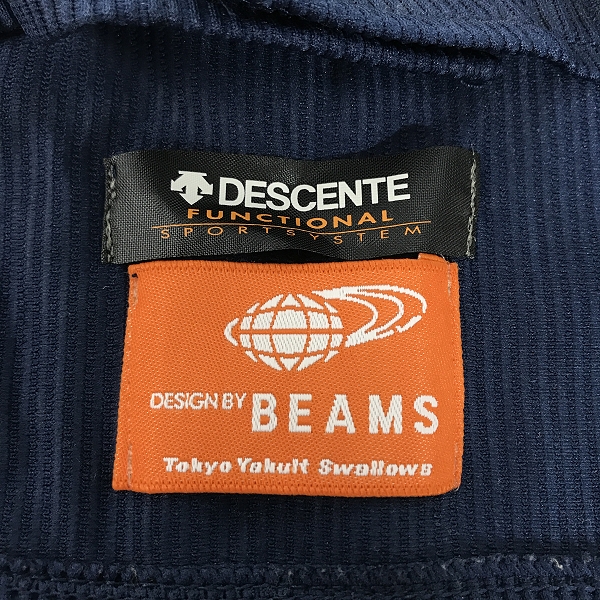 DESCENTE
FUNCTIONAL
SPORTSYSTEM
DESIGN BY BEAMS
Tokyo Yakult Swallows